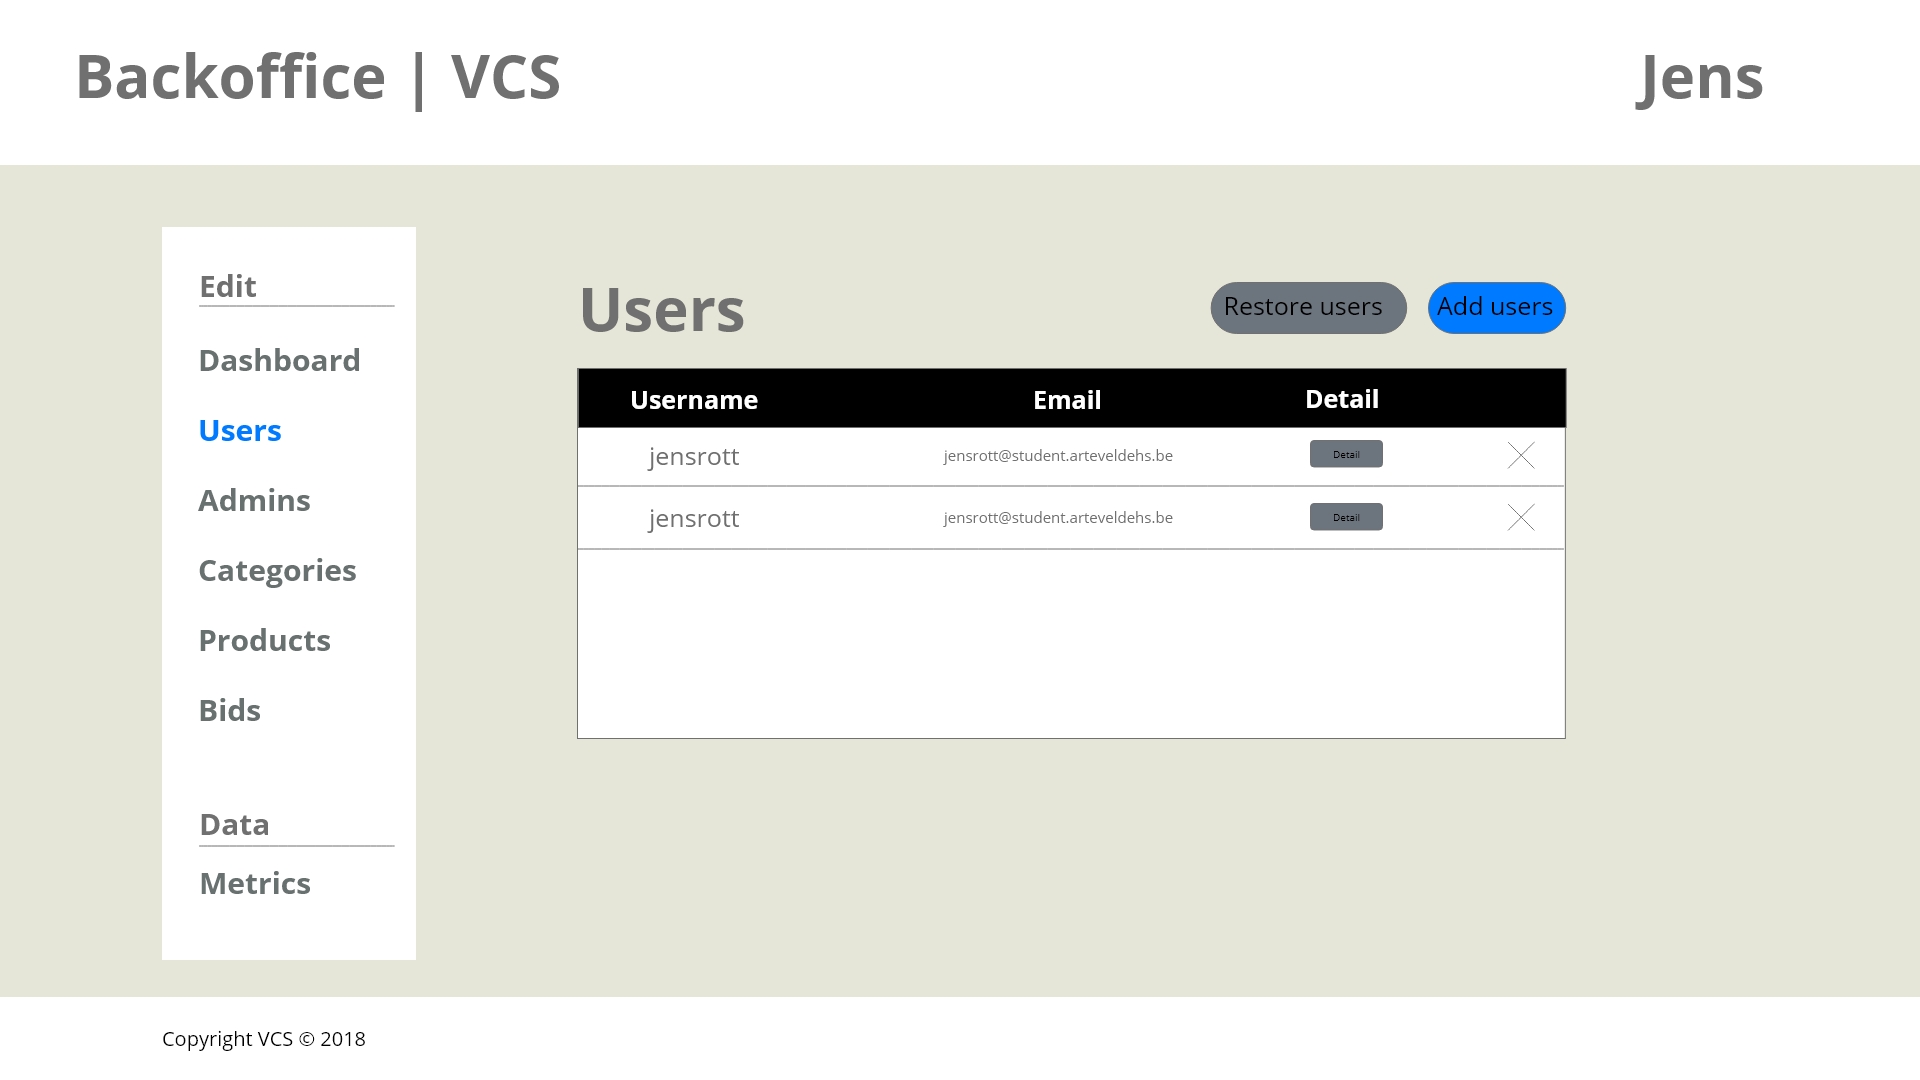 Backoffice | VCS
Jens
Edit
Dashboard
Users
Admins
Categories
Products
Bids
Data
Metrics
Users
Restore users
Add users
Username Email Detail
jensrott jensrott@student.arteveldehs.be Detail
jensrott jensrott@student.arteveldehs.be Detail
Copyright VCS © 2018